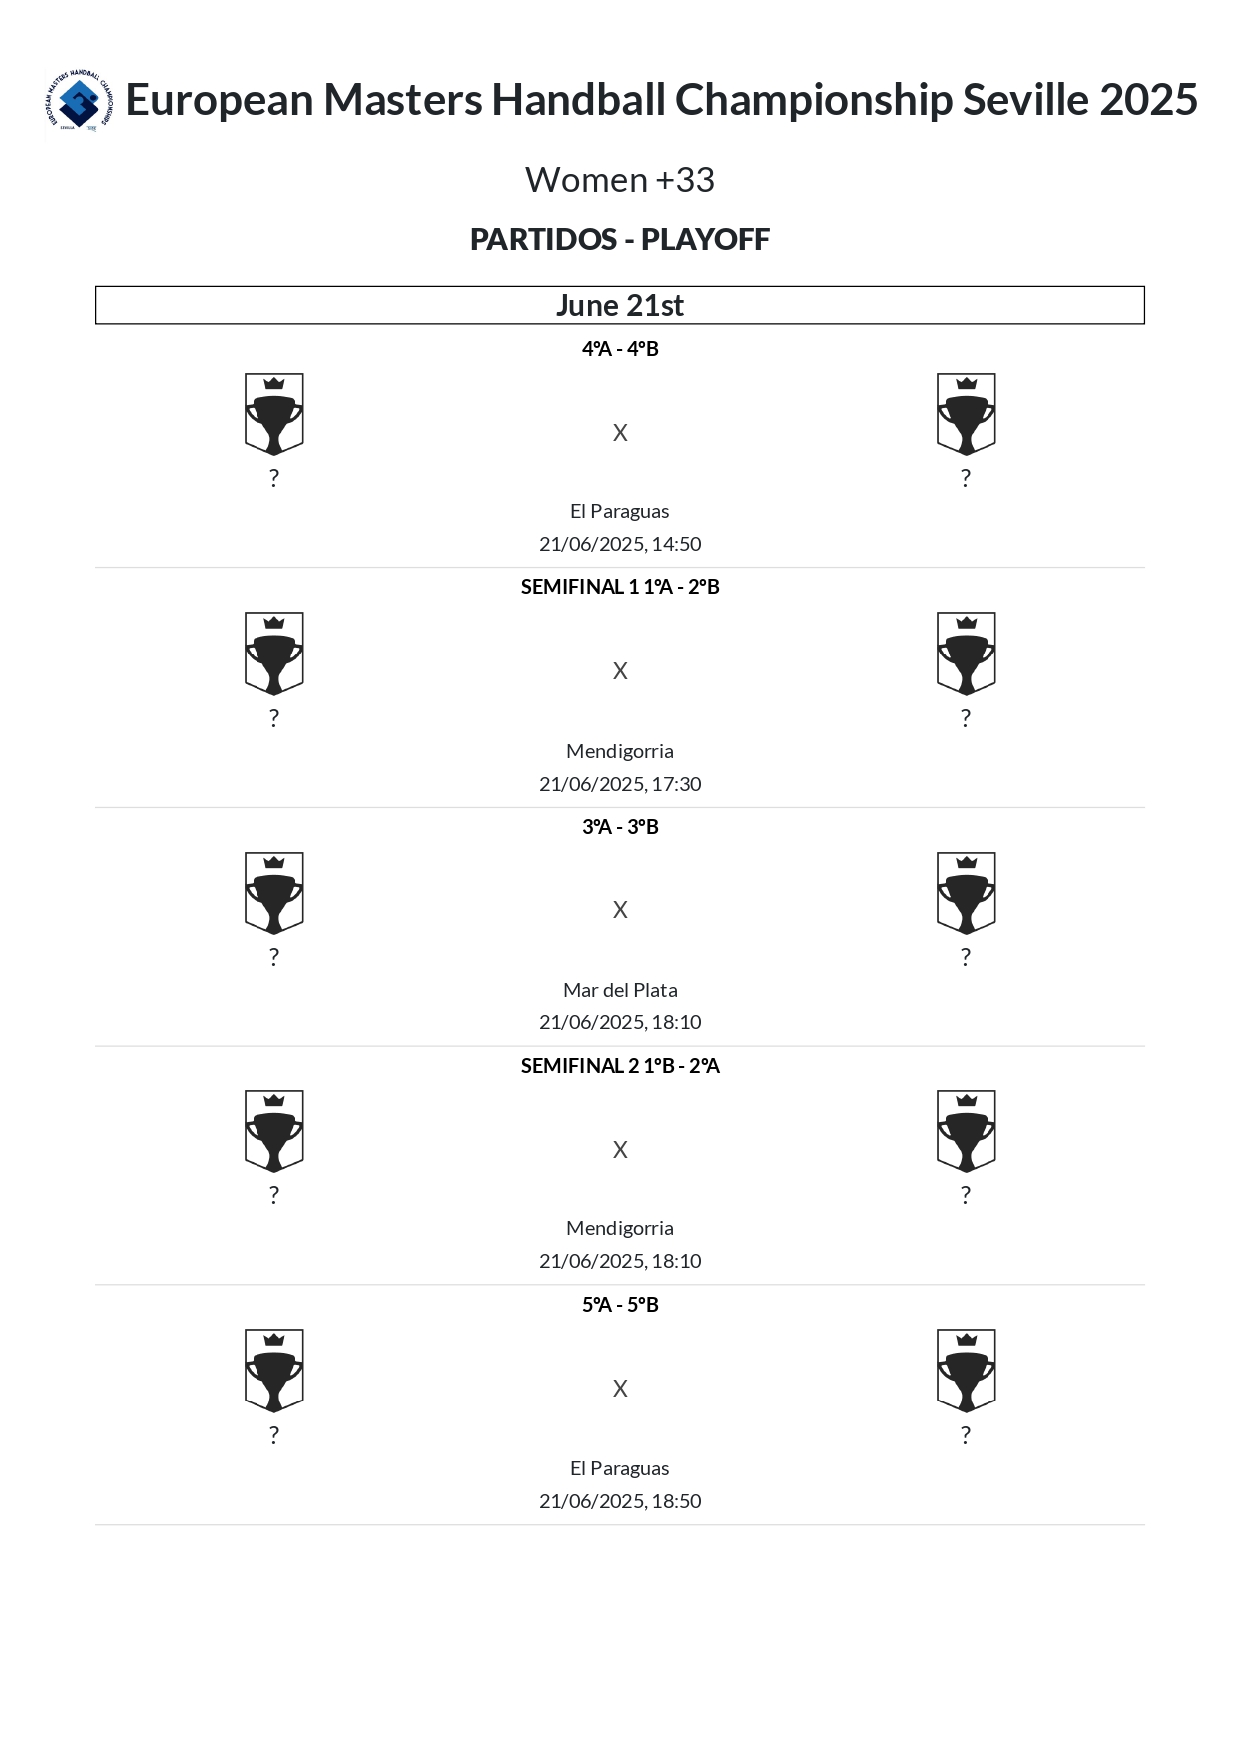 EUROPEAN MASTERS HANDBALL CHAMPIONSHIPS
SEVILLA
European Masters Handball Championship Seville 2025
Women +33
PARTIDOS - PLAYOFF
June 21st
4ºA - 4ºB
X
? ?
El Paraguas
21/06/2025, 14:50
SEMIFINAL 1 1ºA - 2ºB
X
? ?
Mendigorria
21/06/2025, 17:30
3ºA - 3ºB
X
? ?
Mar del Plata
21/06/2025, 18:10
SEMIFINAL 2 1ºB - 2ºA
X
? ?
Mendigorria
21/06/2025, 18:10
5ºA - 5ºB
X
? ?
El Paraguas
21/06/2025, 18:50